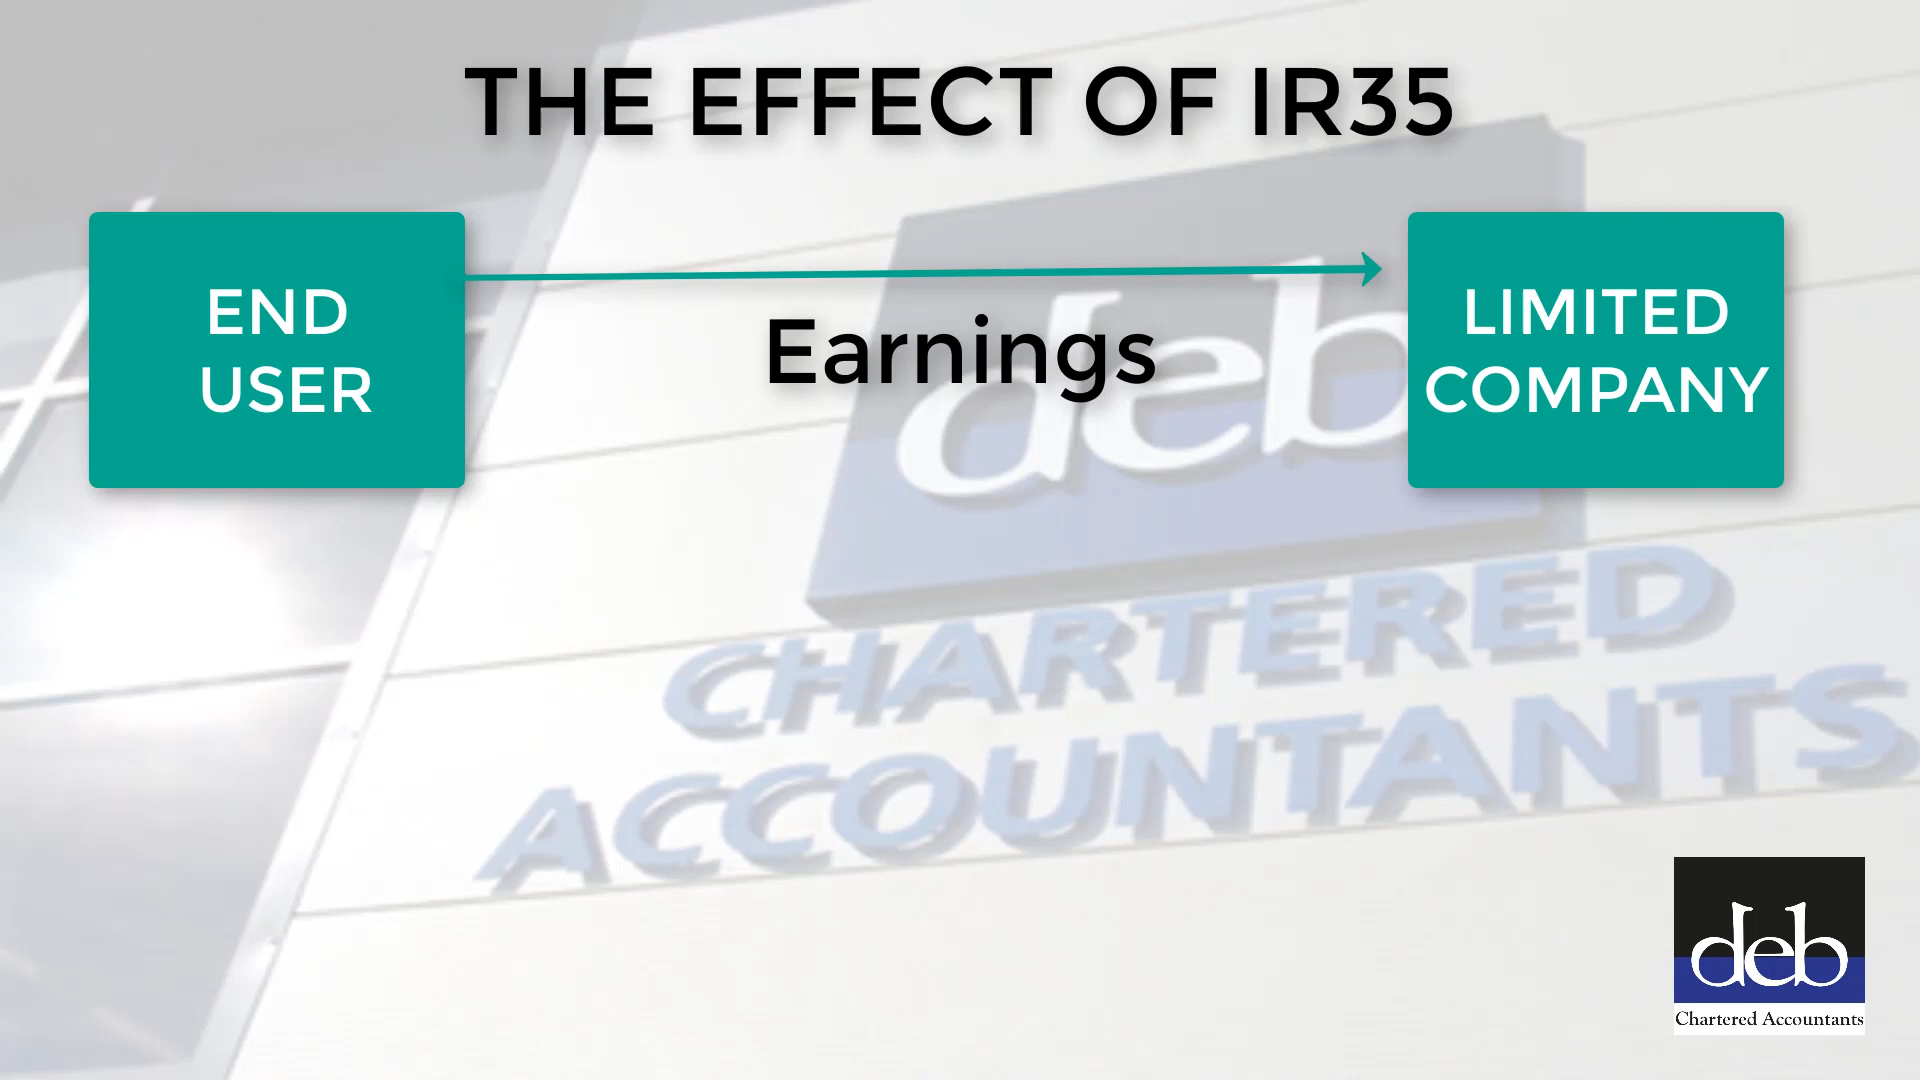 THE EFFECT OF IR35
END
USER
Earnings
LIMITED
COMPANY
deb
CHARTERED
ACCOUNTANTS
deb
Chartered Accountants